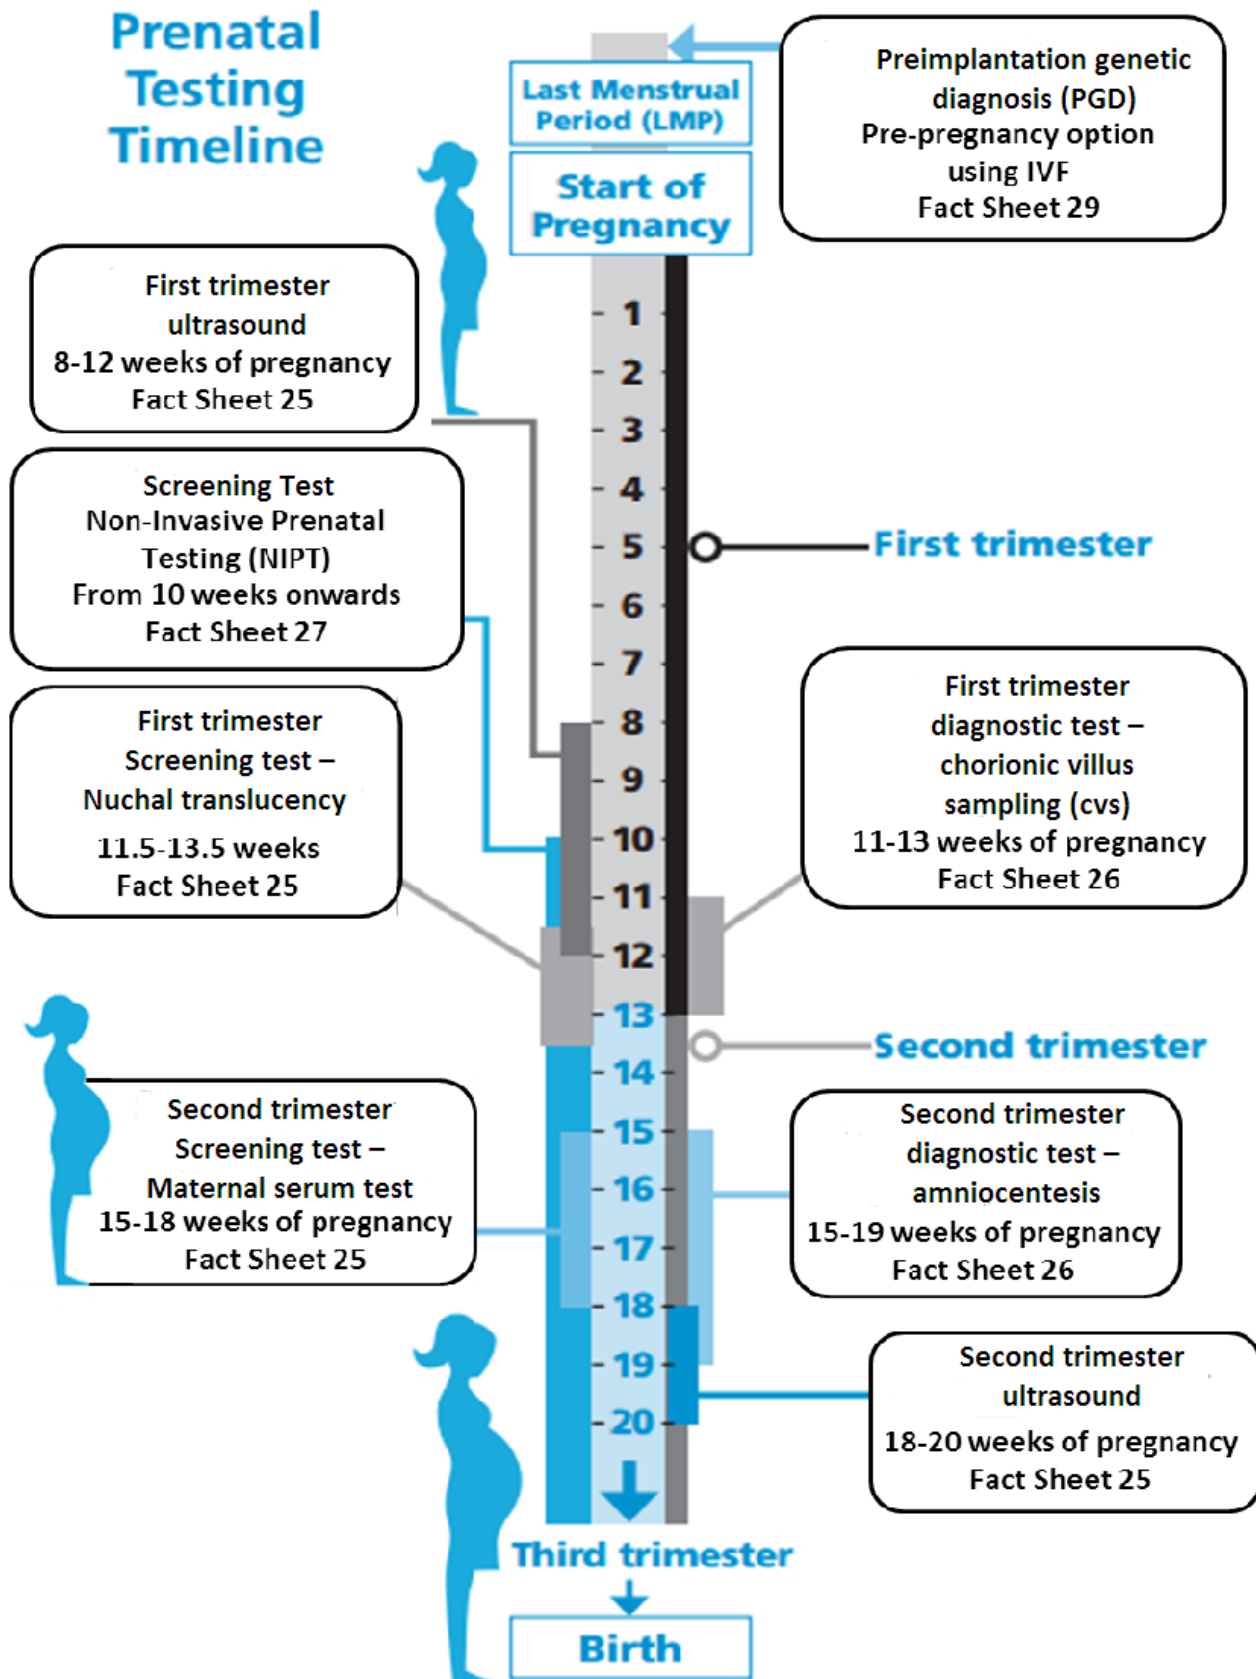 Prenatal
Testing
Timeline
Last Menstrual
Period (LMP)
Start of
Pregnancy
Preimplantation genetic
diagnosis (PGD)
Pre-pregnancy option
using IVF
Fact Sheet 29
First trimester
ultrasound
8-12 weeks of pregnancy
Fact Sheet 25
Screening Test
Non-Invasive Prenatal
Testing (NIPT)
From 10 weeks onwards
Fact Sheet 27
First trimester
Screening test –
Nuchal translucency
11.5-13.5 weeks
Fact Sheet 25
1
2
3
4
5
6
7
8
9
10
11
12
13
14
15
16
17
18
19
20
First trimester
First trimester
diagnostic test –
chorionic villus
sampling (cvs)
11-13 weeks of pregnancy
Fact Sheet 26
Second trimester
Second trimester
Screening test –
Maternal serum test
15-18 weeks of pregnancy
Fact Sheet 25
Second trimester
diagnostic test –
amniocentesis
15-19 weeks of pregnancy
Fact Sheet 26
Second trimester
ultrasound
18-20 weeks of pregnancy
Fact Sheet 25
Third trimester
Birth